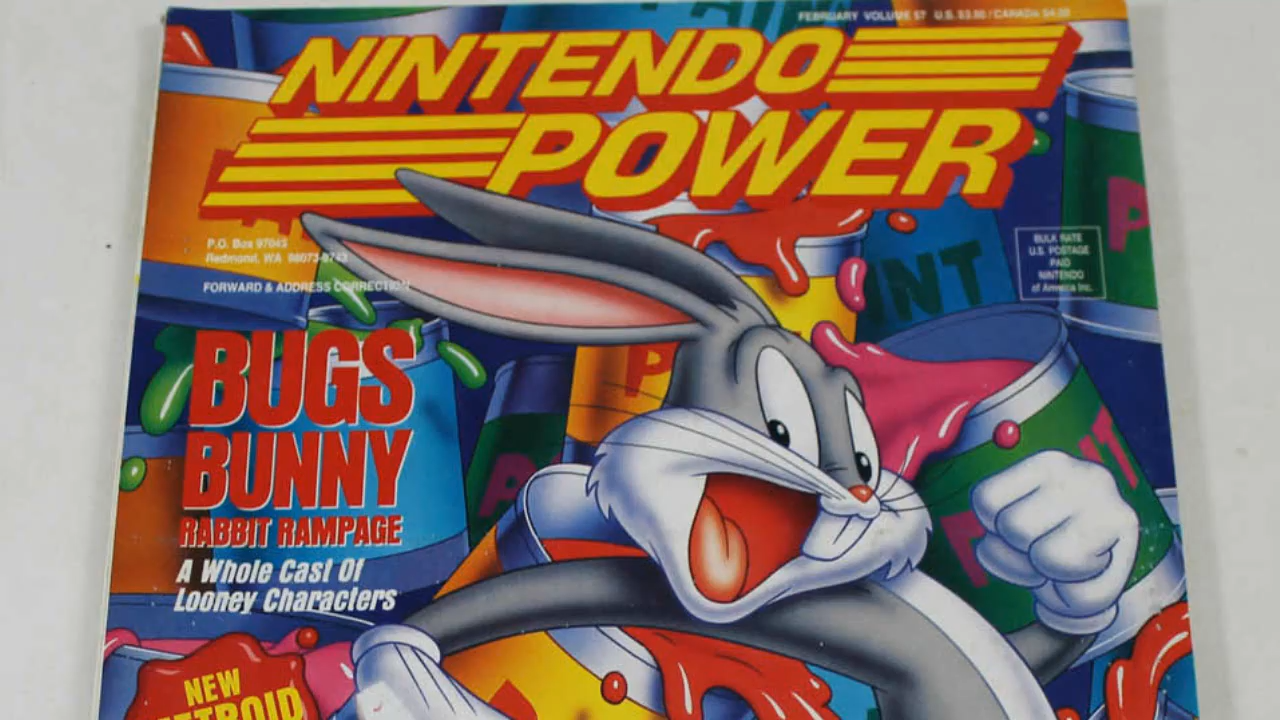 FEBRUARY VOLUME 57 U.S. $3.50 / CANADA $4.50
NINTENDO
POWER
P.O. Box 97043
Redmond, WA 98073-9743
FORWARD & ADDRESS CORRECTION
BULK RATE
U.S. POSTAGE
PAID
NINTENDO
of America Inc.
INT
P
P
BUGS
BUNNY
RABBIT RAMPAGE
A Whole Cast Of
Looney Characters
NEW